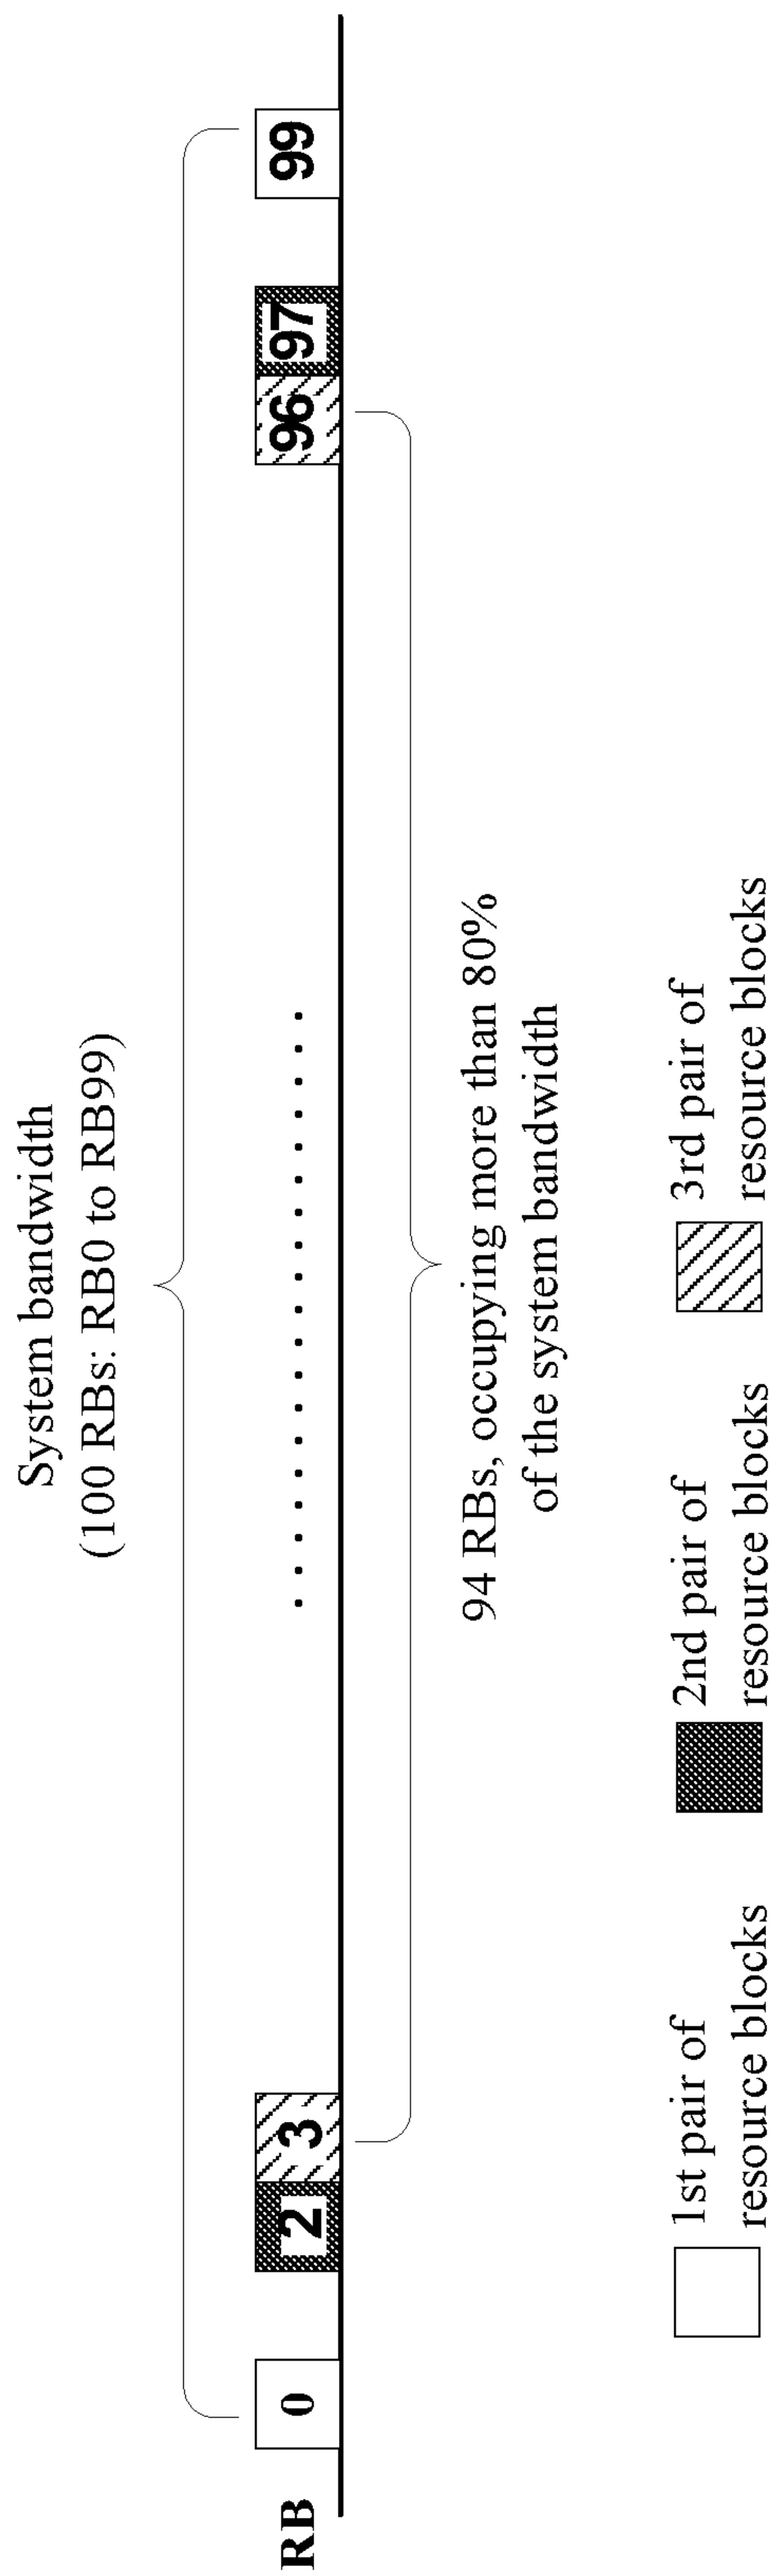 System bandwidth
(100 RBs: RB0 to RB99)
RB 0 2 3 96 97 99
94 RBs, occupying more than 80%
of the system bandwidth
1st pair of
resource blocks
2nd pair of
resource blocks
3rd pair of
resource blocks